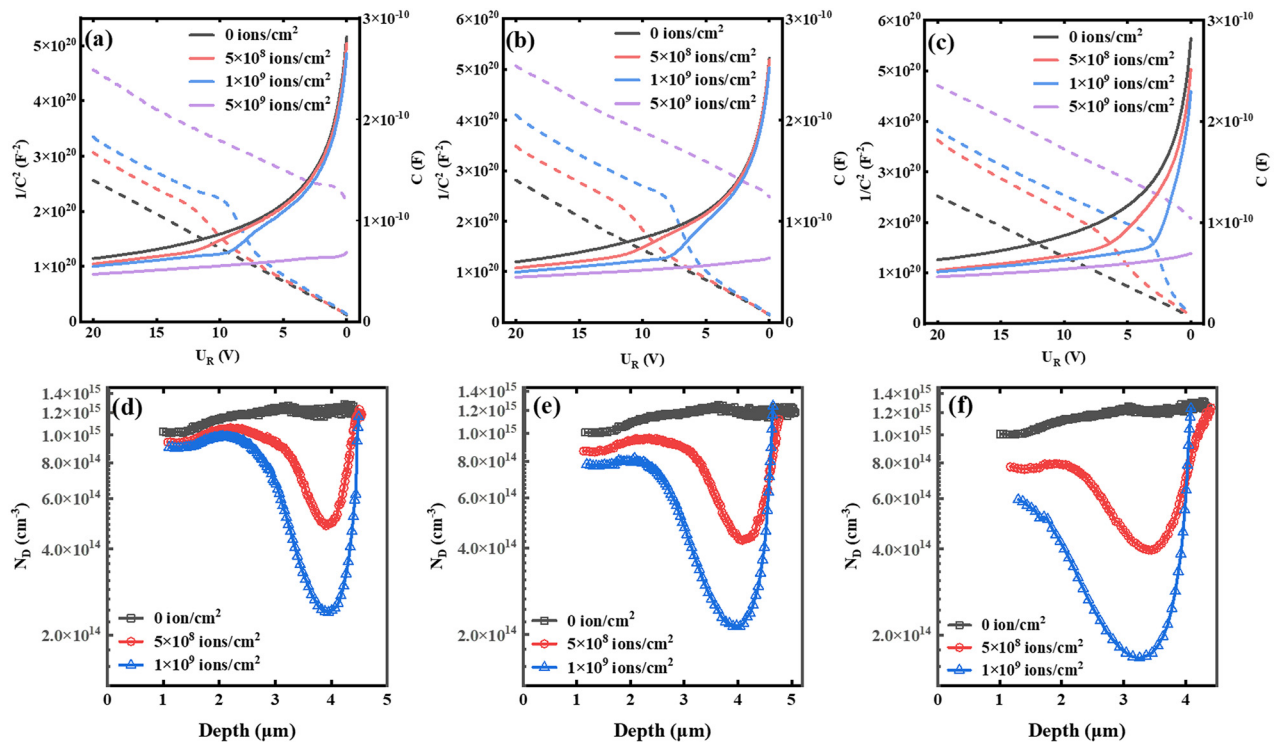 (a)
0 ions/cm²
5×10⁸ ions/cm²
1×10⁹ ions/cm²
5×10⁹ ions/cm²
5×10²⁰
4×10²⁰
3×10²⁰
2×10²⁰
1×10²⁰
0
1/C² (F⁻²)
3×10⁻¹⁰
2×10⁻¹⁰
1×10⁻¹⁰
0
C (F)
20 15 10 5 0
U_R (V)
(b)
0 ions/cm²
5×10⁸ ions/cm²
1×10⁹ ions/cm²
5×10⁹ ions/cm²
6×10²⁰
5×10²⁰
4×10²⁰
3×10²⁰
2×10²⁰
1×10²⁰
0
1/C² (F⁻²)
3×10⁻¹⁰
2×10⁻¹⁰
1×10⁻¹⁰
0
C (F)
20 15 10 5 0
U_R (V)
(c)
0 ions/cm²
5×10⁸ ions/cm²
1×10⁹ ions/cm²
5×10⁹ ions/cm²
6×10²⁰
5×10²⁰
4×10²⁰
3×10²⁰
2×10²⁰
1×10²⁰
0
1/C² (F⁻²)
3×10⁻¹⁰
2×10⁻¹⁰
1×10⁻¹⁰
0
C (F)
20 15 10 5 0
U_R (V)
(d)
1.4×10¹⁵
1.2×10¹⁵
1.0×10¹⁵
8.0×10¹⁴
6.0×10¹⁴
4.0×10¹⁴
2.0×10¹⁴
N_D (cm⁻³)
0 ion/cm²
5×10⁸ ions/cm²
1×10⁹ ions/cm²
0 1 2 3 4 5
Depth (μm)
(e)
1.4×10¹⁵
1.2×10¹⁵
1.0×10¹⁵
8.0×10¹⁴
6.0×10¹⁴
4.0×10¹⁴
2.0×10¹⁴
N_D (cm⁻³)
0 ion/cm²
5×10⁸ ions/cm²
1×10⁹ ions/cm²
0 1 2 3 4 5
Depth (μm)
(f)
1.4×10¹⁵
1.2×10¹⁵
1.0×10¹⁵
8.0×10¹⁴
6.0×10¹⁴
4.0×10¹⁴
2.0×10¹⁴
N_D (cm⁻³)
0 ion/cm²
5×10⁸ ions/cm²
1×10⁹ ions/cm²
0 1 2 3 4
Depth (μm)